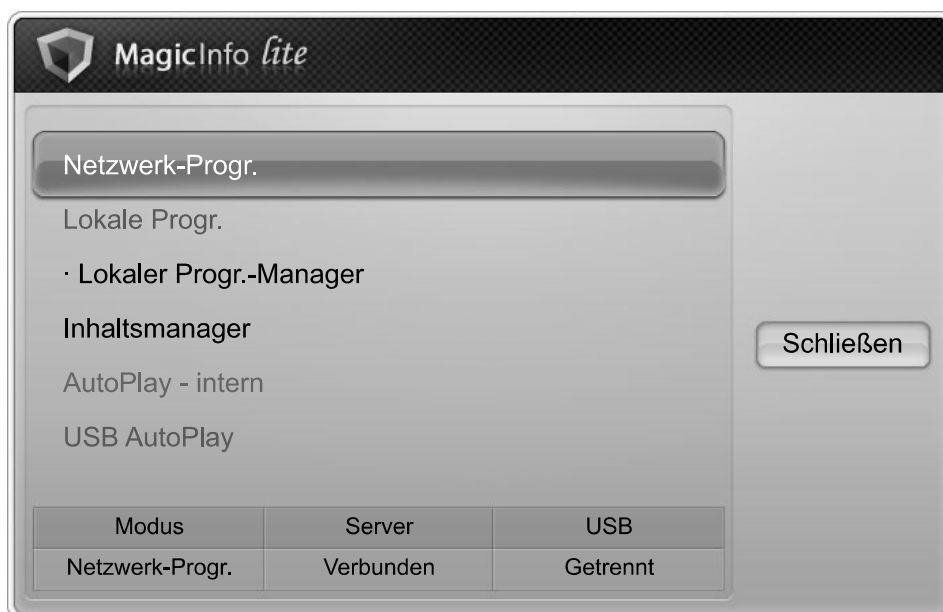 MagicInfo lite
Netzwerk-Progr.
Lokale Progr.
· Lokaler Progr.-Manager
Inhaltsmanager
AutoPlay - intern
USB AutoPlay
Schließen
Modus Server USB
Netzwerk-Progr. Verbunden Getrennt